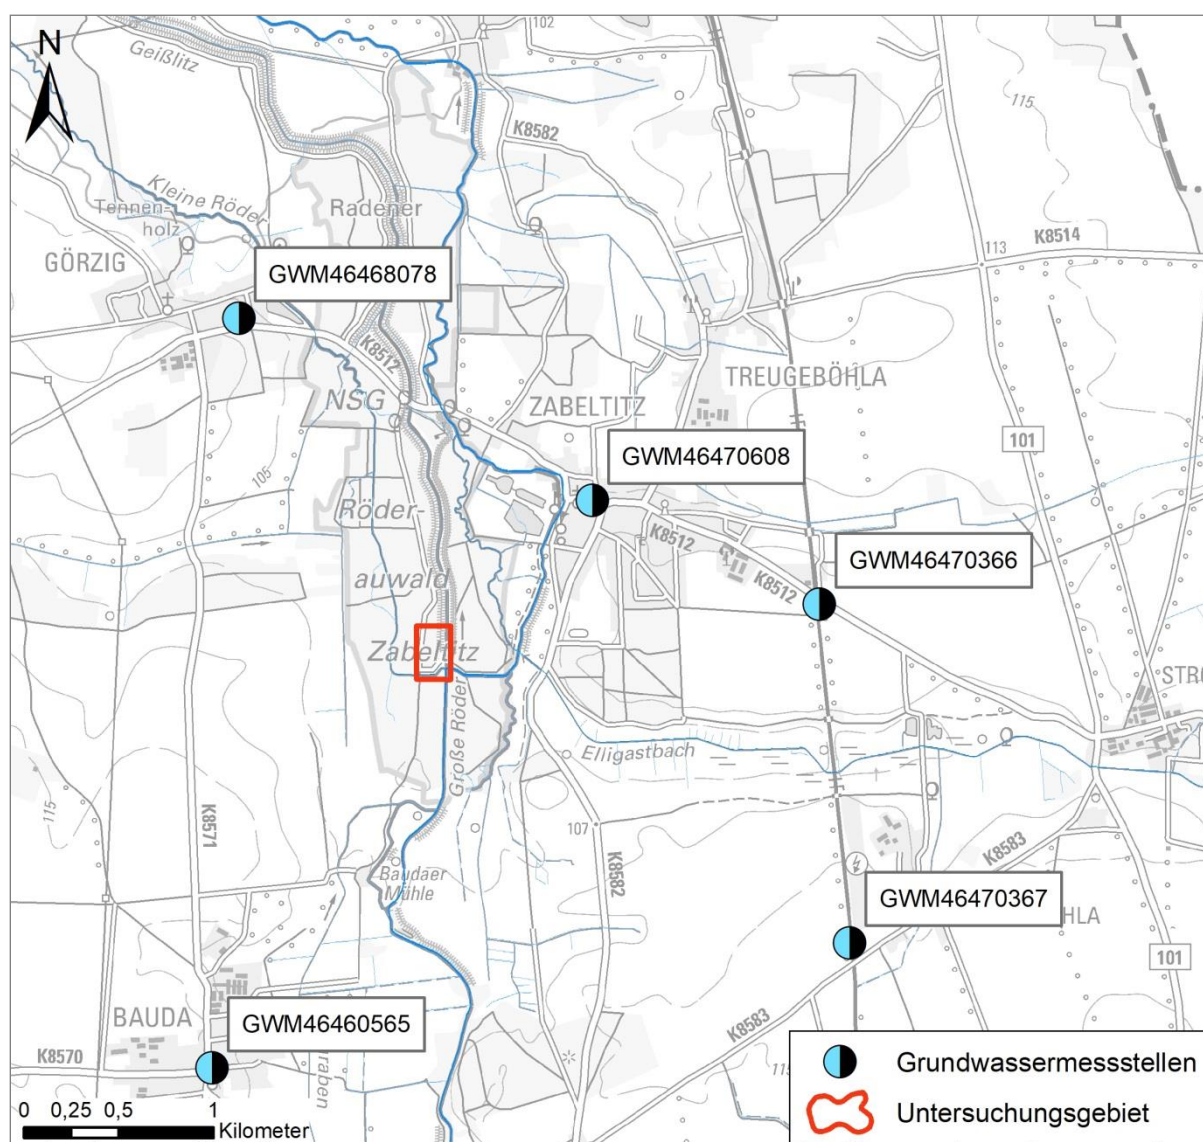 N
Geißlitz
102
K8582
115
Kleine Röder
Tennen-
holz
Radener
GÖRZIG
GWM46468078
113
K8514
K8512
NSG
TREUGEBÖHLA
ZABELTITZ
101
GWM46470608
105
Röder-
K8512
GWM46470366
auwald
K8512
Zabeltitz
STRO
Große Röder
Elligastbach
115
K8571
107
K8582
K8583
Baudaer
Mühle
GWM46470367
HLA
101
BAUDA
GWM46460565
K8583
K8570
raben
Grundwassermessstellen
Untersuchungsgebiet
0 0,25 0,5 1
Kilometer